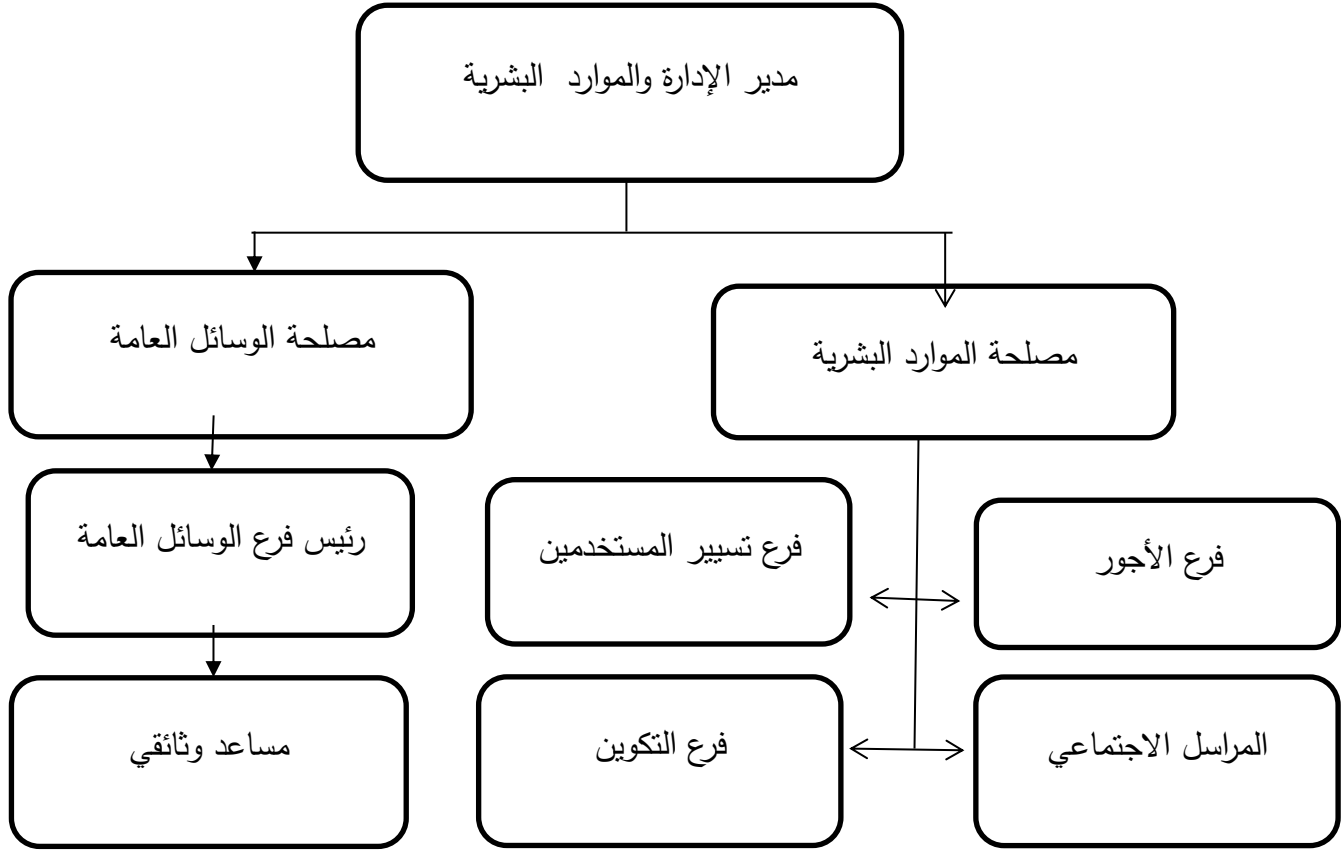 مدير الإدارة والموارد البشرية
مصلحة الموارد البشرية
مصلحة الوسائل العامة
فرع الأجور
فرع تسيير المستخدمين
رئيس فرع الوسائل العامة
المراسل الاجتماعي
فرع التكوين
مساعد وثائقي